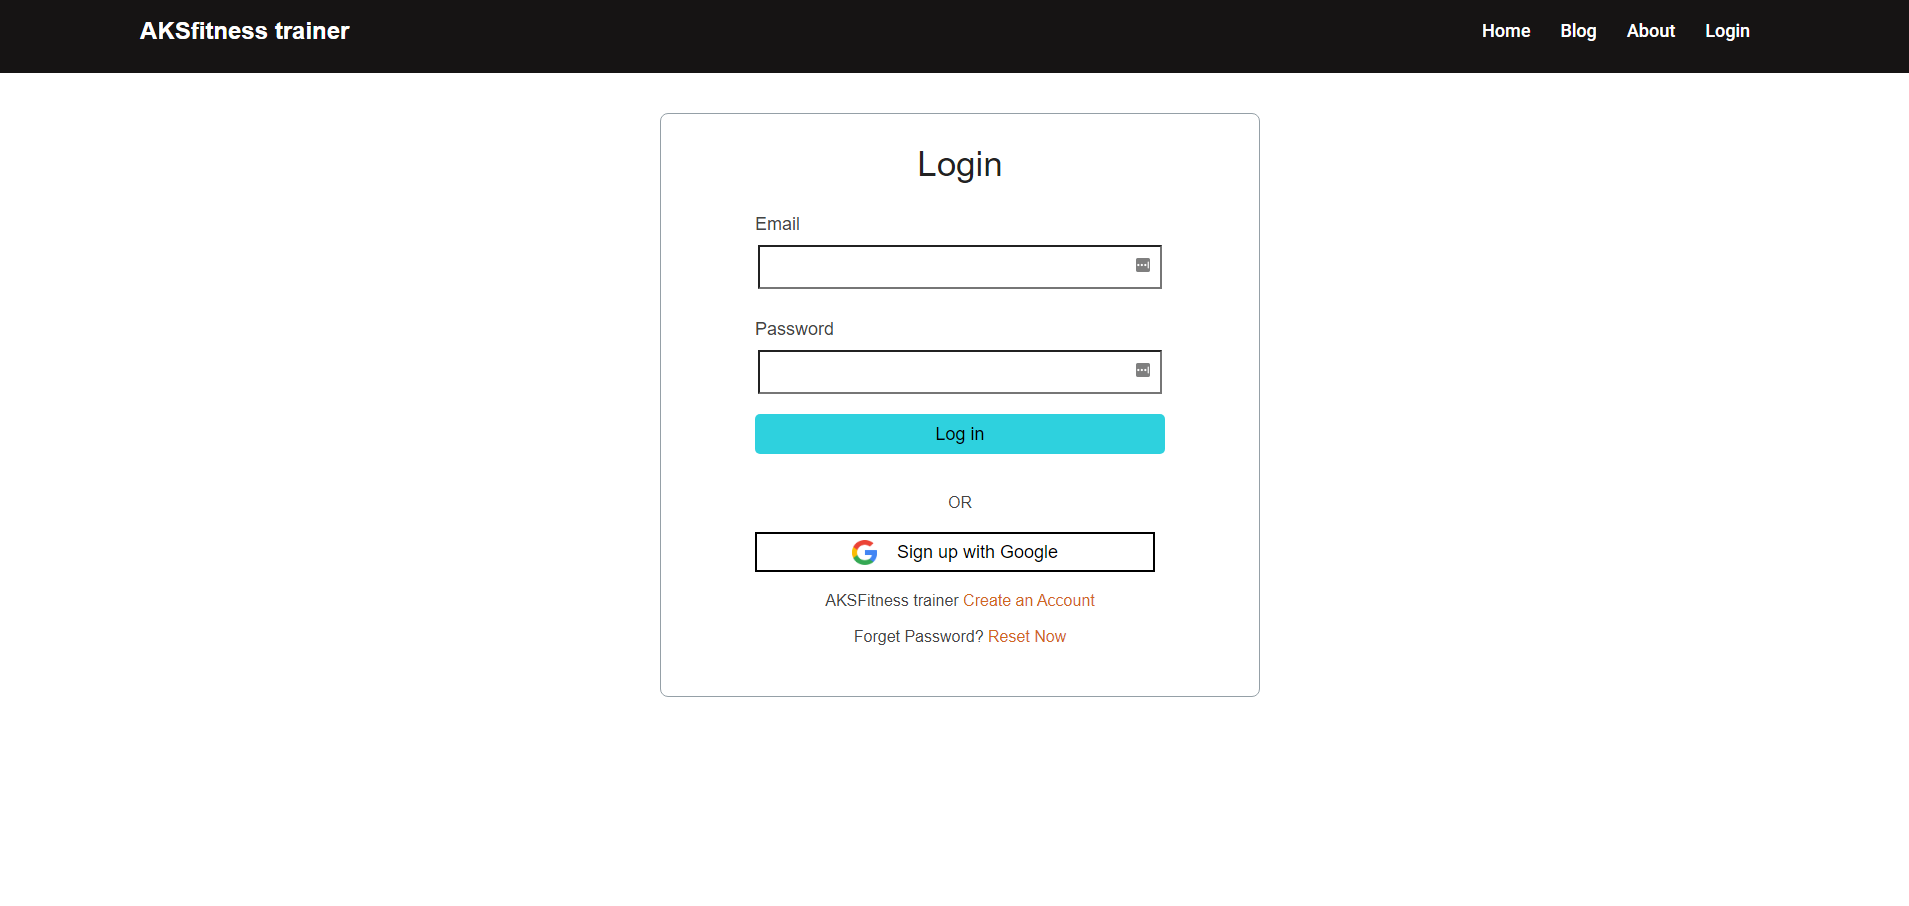 AKSfitness trainer
Home Blog About Login
Login
Email
Password
Log in
OR
Sign up with Google
AKSFitness trainer Create an Account
Forget Password? Reset Now